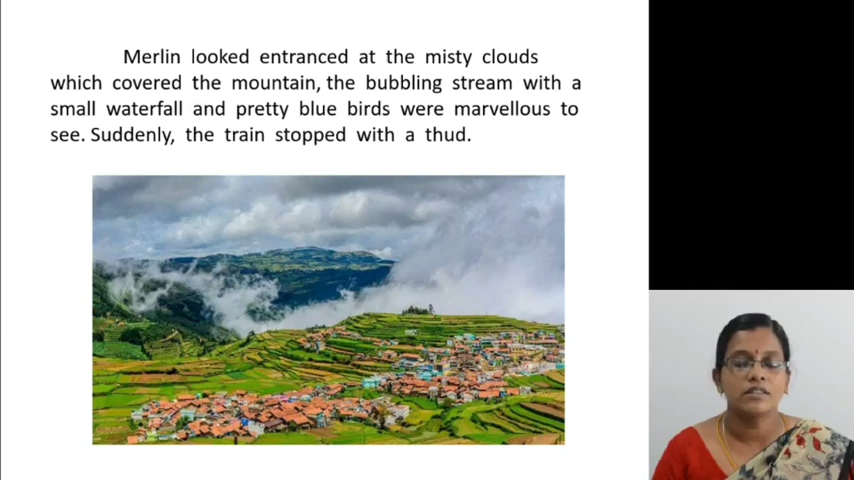 Merlin looked entranced at the misty clouds
which covered the mountain, the bubbling stream with a
small waterfall and pretty blue birds were marvellous to
see. Suddenly, the train stopped with a thud.